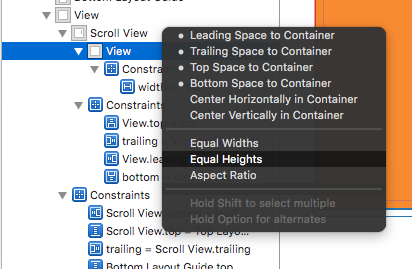 Bottom Layout Guide
View
Scroll View
View
Constra
width
Constraints
View.top =
trailing = V
View.lea
bottom =
Constraints
Scroll View.
Scroll View.top = Top Layo...
trailing = Scroll View.trailing
Bottom Layout Guide.top
Leading Space to Container
Trailing Space to Container
Top Space to Container
Bottom Space to Container
Center Horizontally in Container
Center Vertically in Container
Equal Widths
Equal Heights
Aspect Ratio
Hold Shift to select multiple
Hold Option for alternates